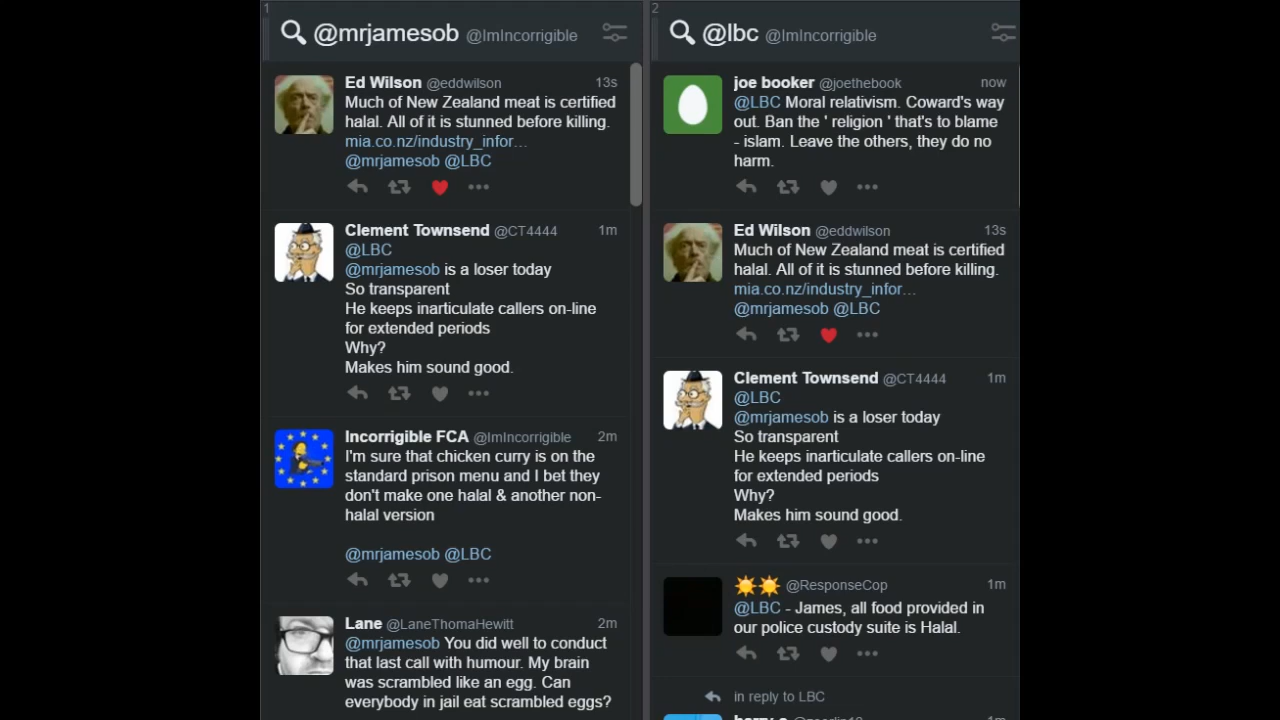 1
@mrjamesob @ImIncorrigible
Ed Wilson @eddwilson 13s
Much of New Zealand meat is certified
halal. All of it is stunned before killing.
mia.co.nz/industry_infor…
@mrjamesob @LBC
Clement Townsend @CT4444 1m
@LBC
@mrjamesob is a loser today
So transparent
He keeps inarticulate callers on-line
for extended periods
Why?
Makes him sound good.
Incorrigible FCA @ImIncorrigible 2m
I'm sure that chicken curry is on the
standard prison menu and I bet they
don't make one halal & another non-
halal version
@mrjamesob @LBC
Lane @LaneThomaHewitt 2m
@mrjamesob You did well to conduct
that last call with humour. My brain
was scrambled like an egg. Can
everybody in jail eat scrambled eggs?
2
@lbc @ImIncorrigible
joe booker @joethebook now
@LBC Moral relativism. Coward's way
out. Ban the ' religion ' that's to blame
- islam. Leave the others, they do no
harm.
Ed Wilson @eddwilson 13s
Much of New Zealand meat is certified
halal. All of it is stunned before killing.
mia.co.nz/industry_infor…
@mrjamesob @LBC
Clement Townsend @CT4444 1m
@LBC
@mrjamesob is a loser today
So transparent
He keeps inarticulate callers on-line
for extended periods
Why?
Makes him sound good.
@ResponseCop 1m
@LBC - James, all food provided in
our police custody suite is Halal.
in reply to LBC
1m